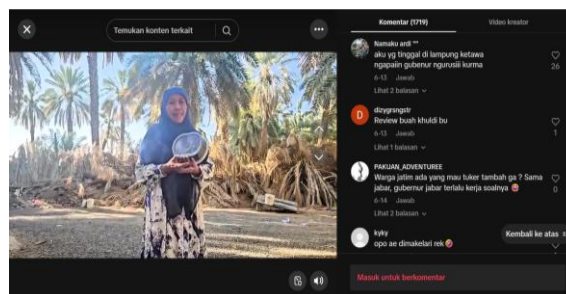 Temukan konten terkait
Komentar (1719)
Video kreator
Namaku ardi ""
aku yg tinggal di lampung ketawa
ngapaiin gubenur ngurusiii kurma
6-13 Jawab
26
Lihat 2 balasan
D
dizygrsngstr
Review buah khuldi bu
6-13 Jawab
1
Lihat 1 balasan
PAKUAN_ADVENTUREE
Warga jatim ada yang mau tuker tambah ga ? Sama
jabar, gubernur jabar terlalu kerja soalnya
6-14 Jawab
0
Lihat 2 balasan
kyky
opo ae dimakelari rek
Kembali ke atas
Masuk untuk berkomentar